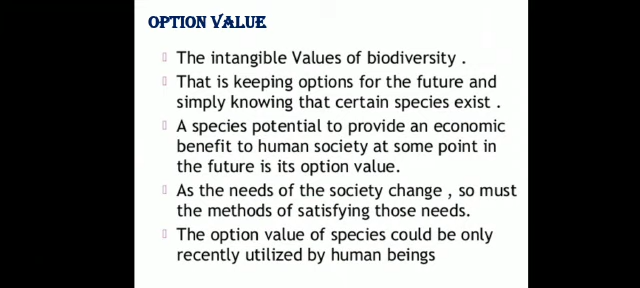 OPTION VALUE
The intangible Values of biodiversity .
That is keeping options for the future and
simply knowing that certain species exist .
A species potential to provide an economic
benefit to human society at some point in
the future is its option value.
As the needs of the society change , so must
the methods of satisfying those needs.
The option value of species could be only
recently utilized by human beings